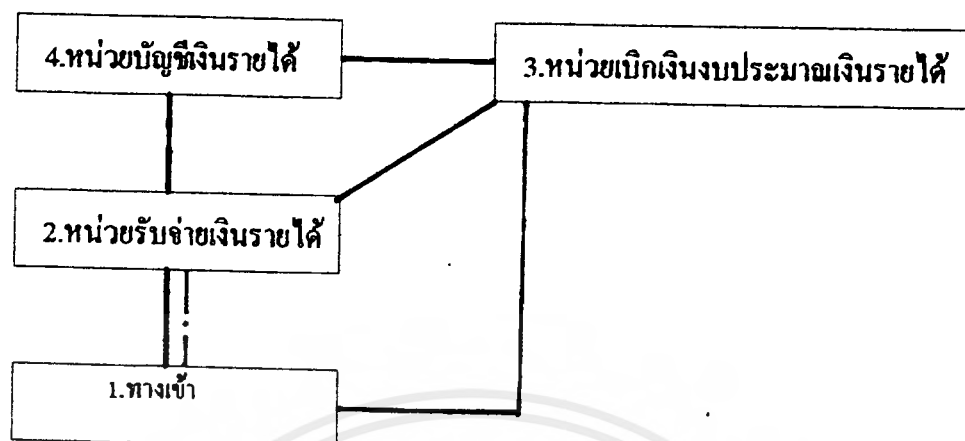 4.หน่วยบัญชีเงินรายได้
3.หน่วยเบิกเงินงบประมาณเงินรายได้
2.หน่วยรับจ่ายเงินรายได้
1.ทางเข้า